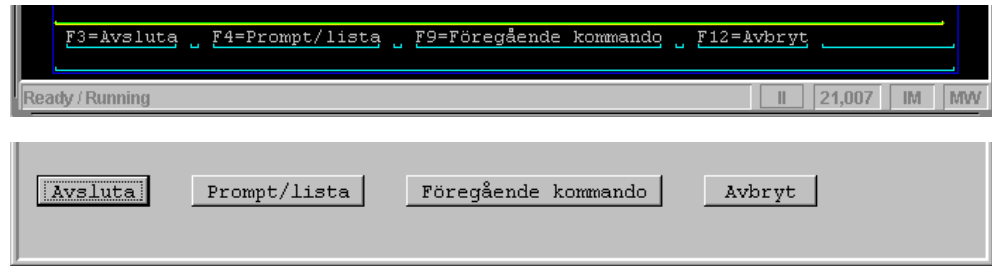 F3=Avsluta F4=Prompt/lista F9=Föregående kommando F12=Avbryt
Ready / Running II 21,007 IM MW
Avsluta Prompt/lista Föregående kommando Avbryt